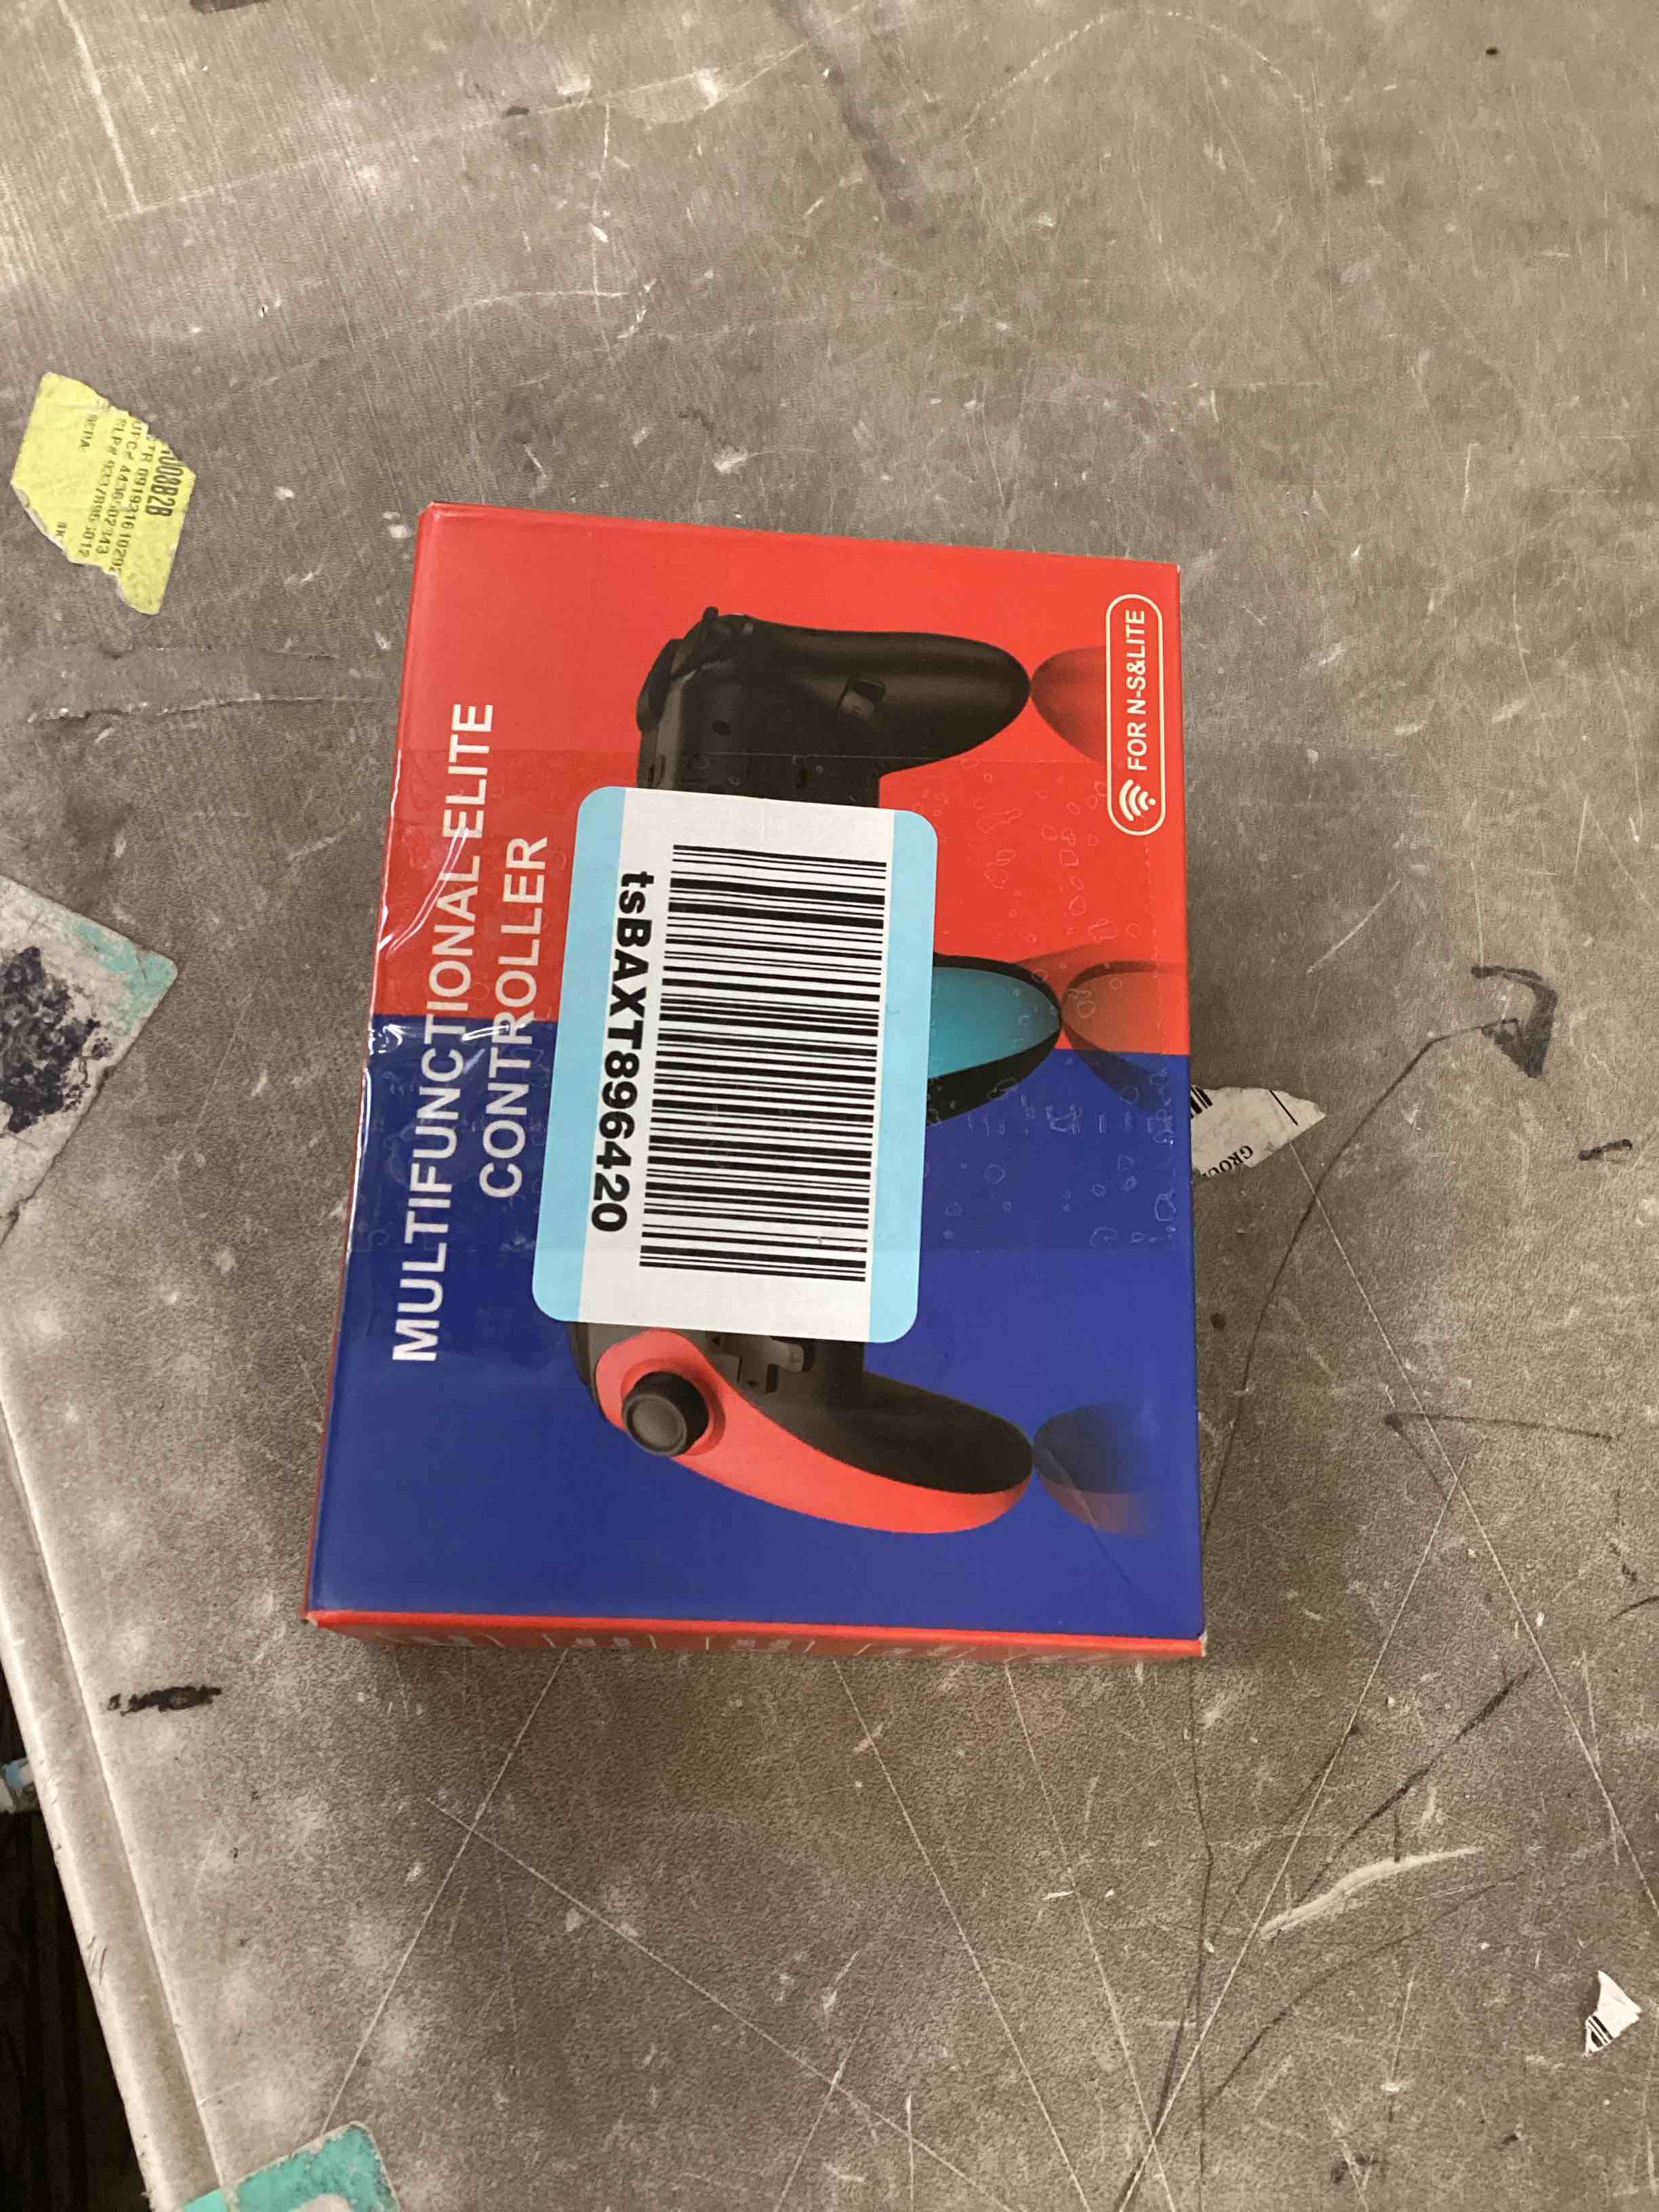 MULTIFUNCTIONAL ELITE
CONTROLLER
tsBAXT896420
FOR N-S&LITE